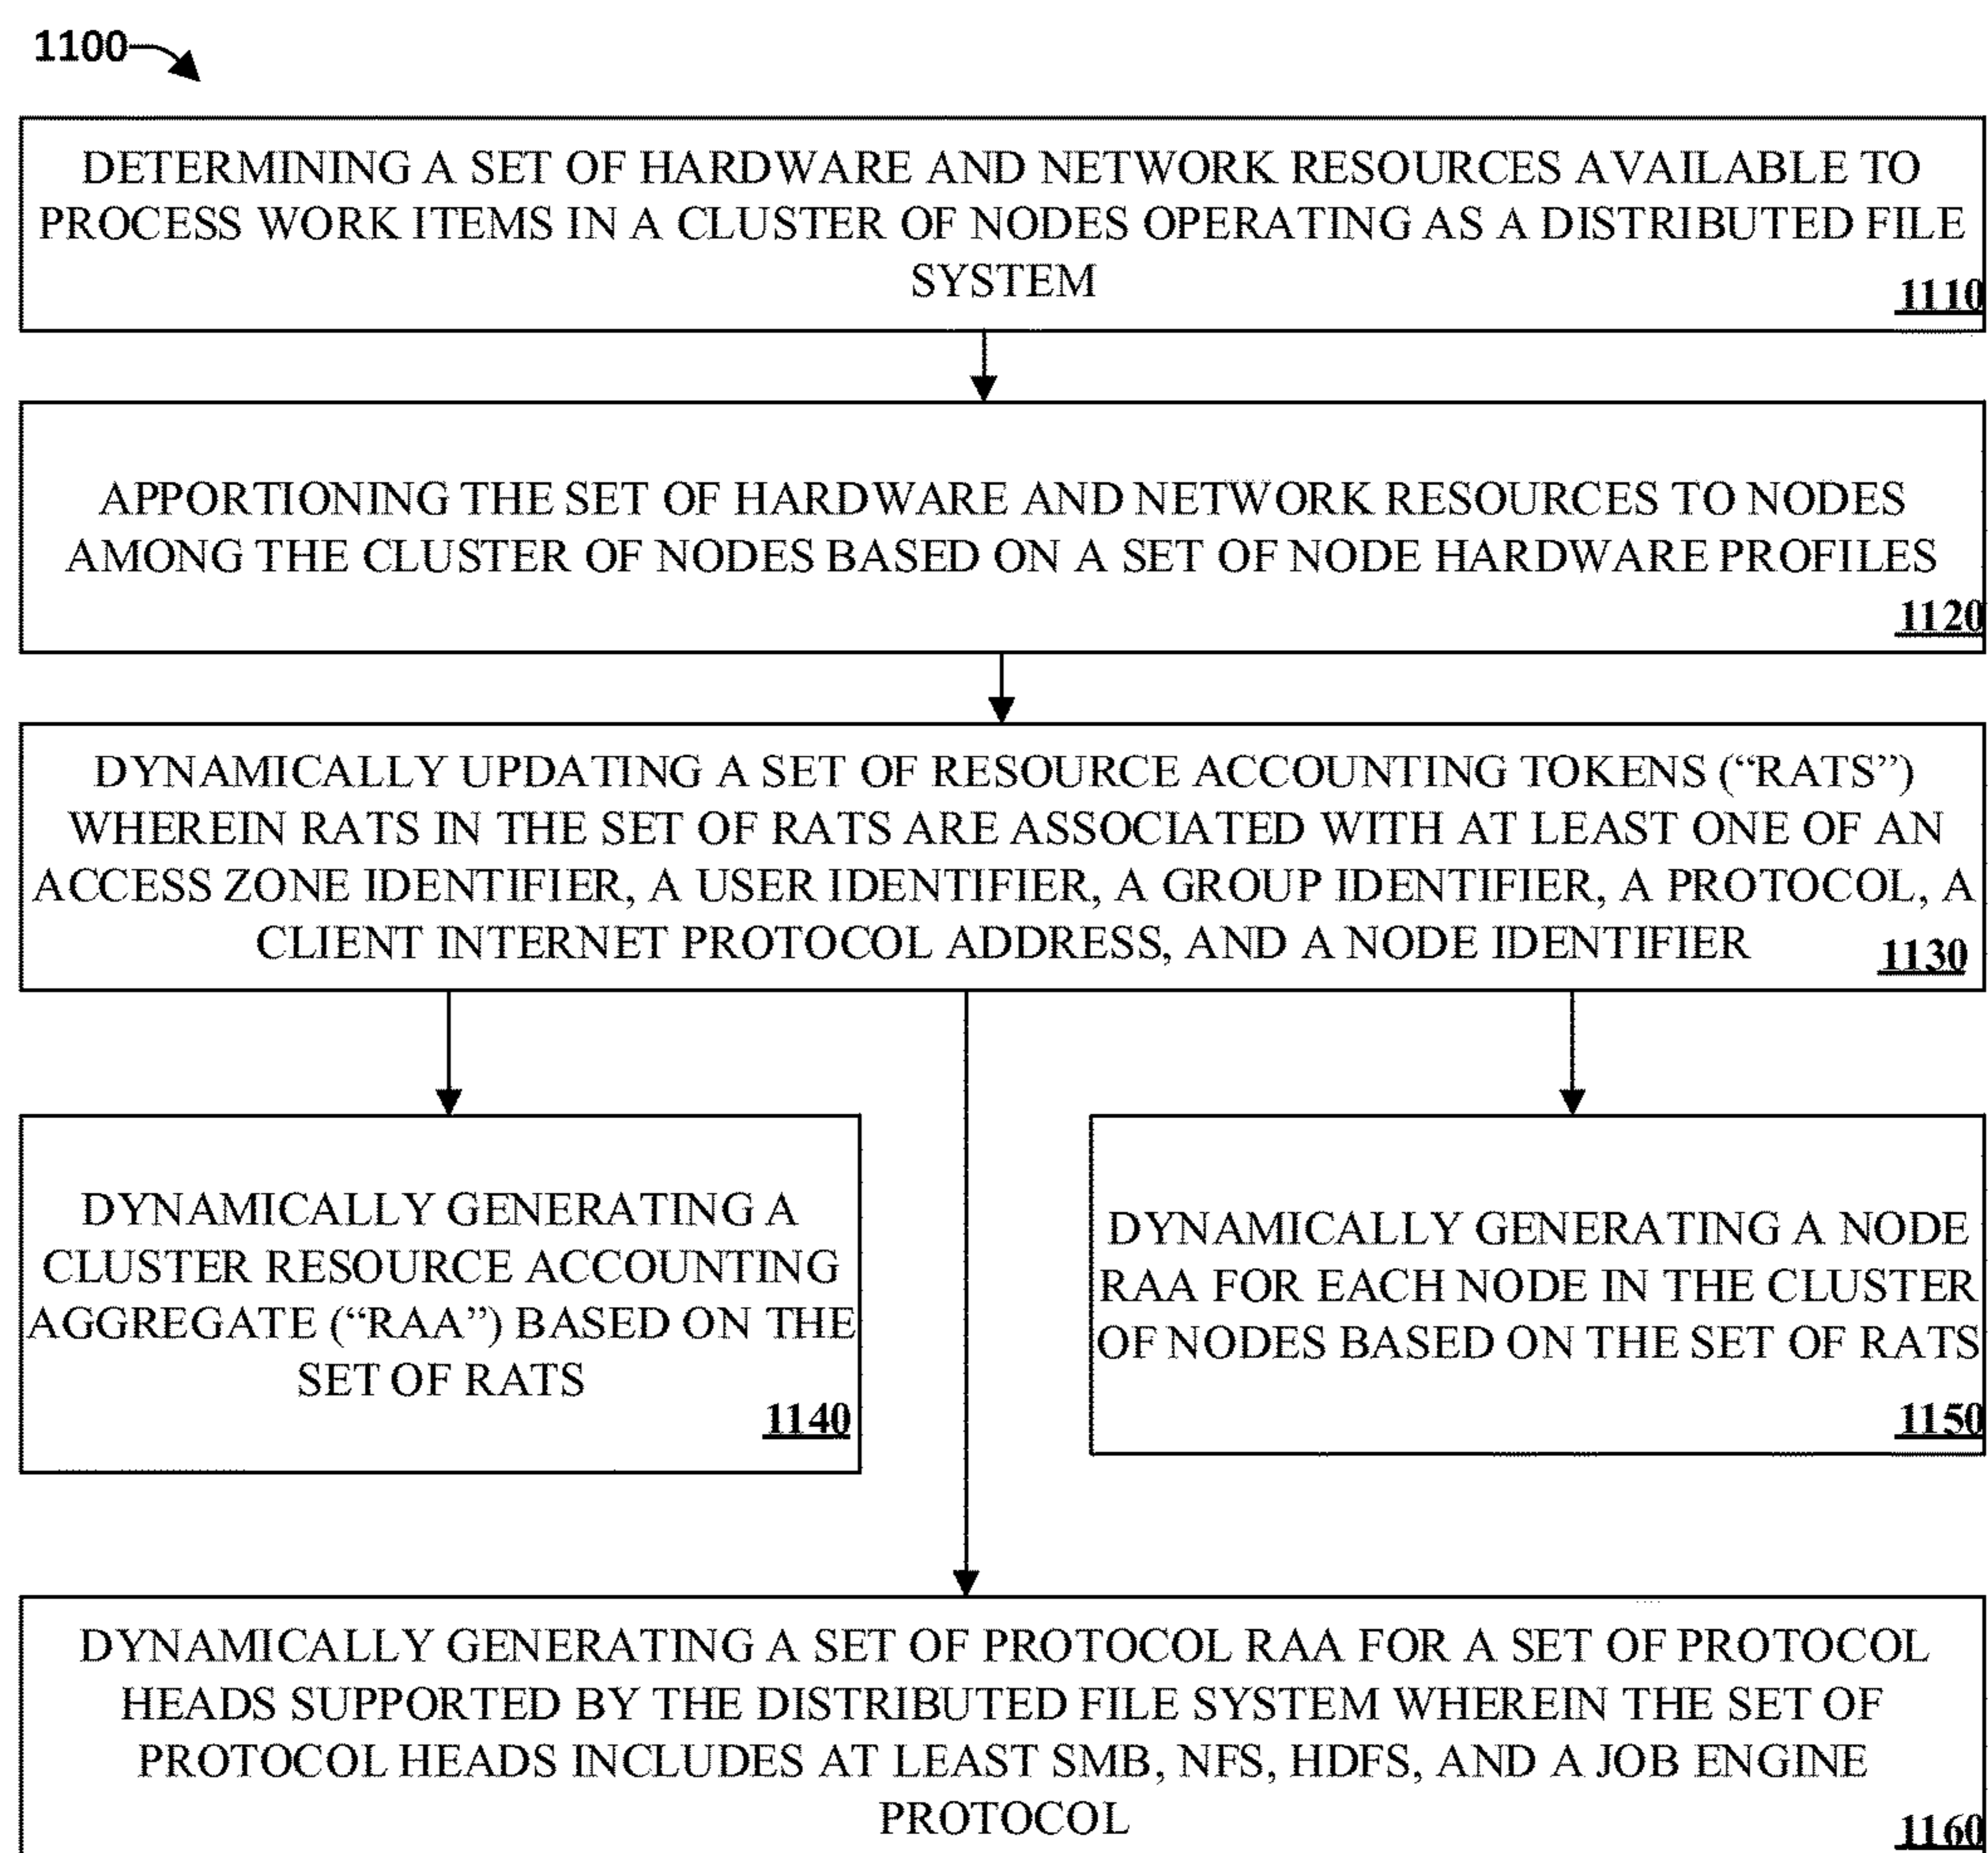 1100
DETERMINING A SET OF HARDWARE AND NETWORK RESOURCES AVAILABLE TO
PROCESS WORK ITEMS IN A CLUSTER OF NODES OPERATING AS A DISTRIBUTED FILE
SYSTEM
1110
APPORTIONING THE SET OF HARDWARE AND NETWORK RESOURCES TO NODES
AMONG THE CLUSTER OF NODES BASED ON A SET OF NODE HARDWARE PROFILES
1120
DYNAMICALLY UPDATING A SET OF RESOURCE ACCOUNTING TOKENS (“RATS”)
WHEREIN RATS IN THE SET OF RATS ARE ASSOCIATED WITH AT LEAST ONE OF AN
ACCESS ZONE IDENTIFIER, A USER IDENTIFIER, A GROUP IDENTIFIER, A PROTOCOL, A
CLIENT INTERNET PROTOCOL ADDRESS, AND A NODE IDENTIFIER
1130
DYNAMICALLY GENERATING A
CLUSTER RESOURCE ACCOUNTING
AGGREGATE (“RAA”) BASED ON THE
SET OF RATS
1140
DYNAMICALLY GENERATING A NODE
RAA FOR EACH NODE IN THE CLUSTER
OF NODES BASED ON THE SET OF RATS
1150
DYNAMICALLY GENERATING A SET OF PROTOCOL RAA FOR A SET OF PROTOCOL
HEADS SUPPORTED BY THE DISTRIBUTED FILE SYSTEM WHEREIN THE SET OF
PROTOCOL HEADS INCLUDES AT LEAST SMB, NFS, HDFS, AND A JOB ENGINE
PROTOCOL
1160